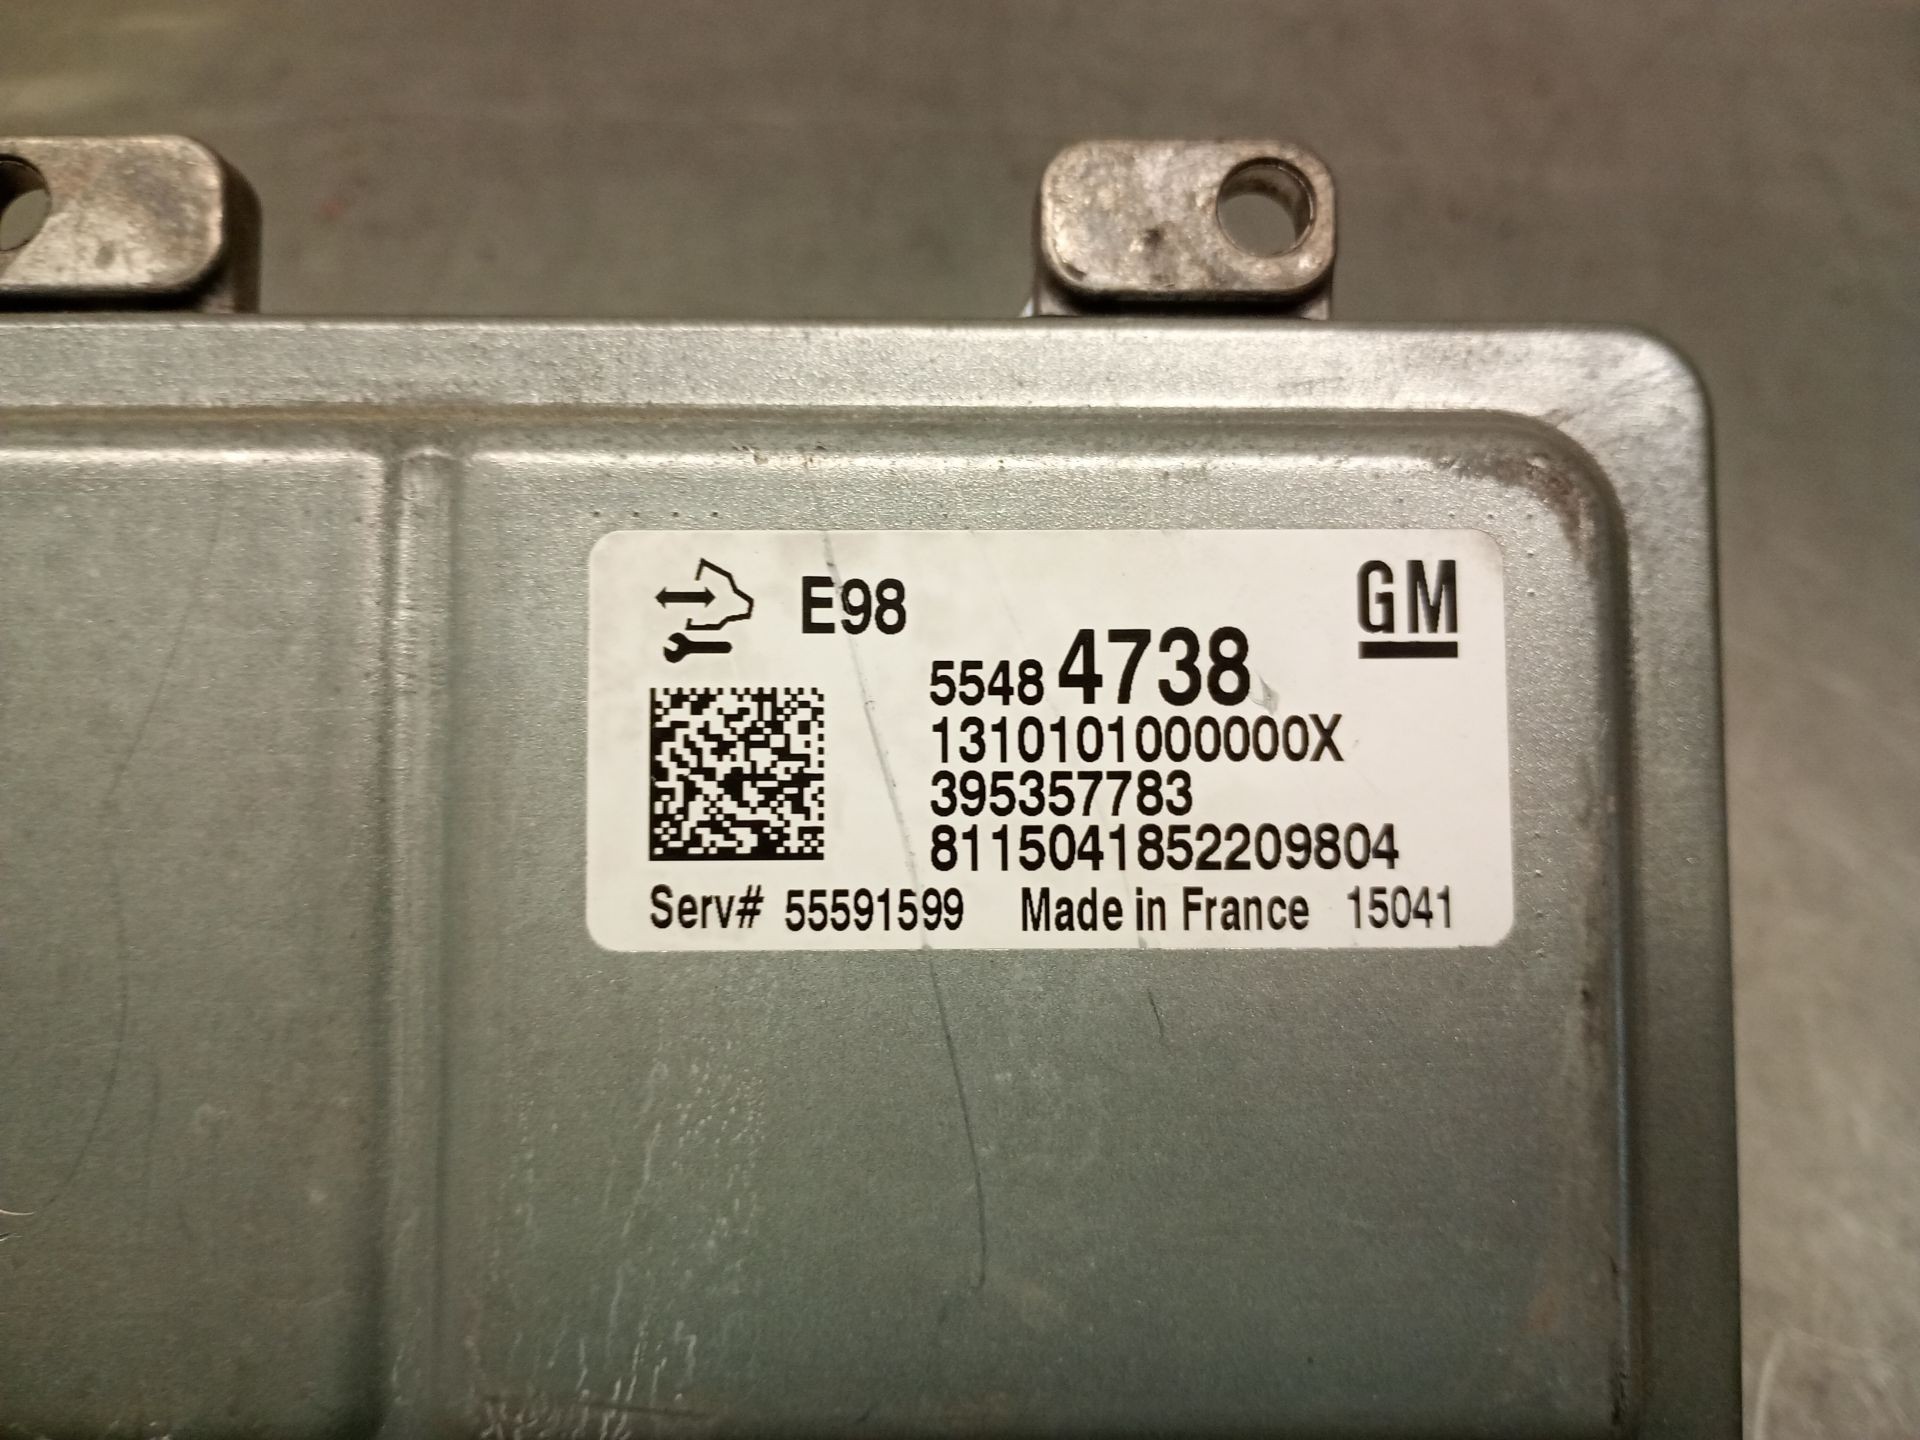 E98
GM
5548 4738
1310101000000X
395357783
8115041852209804
Serv# 55591599 Made in France 15041